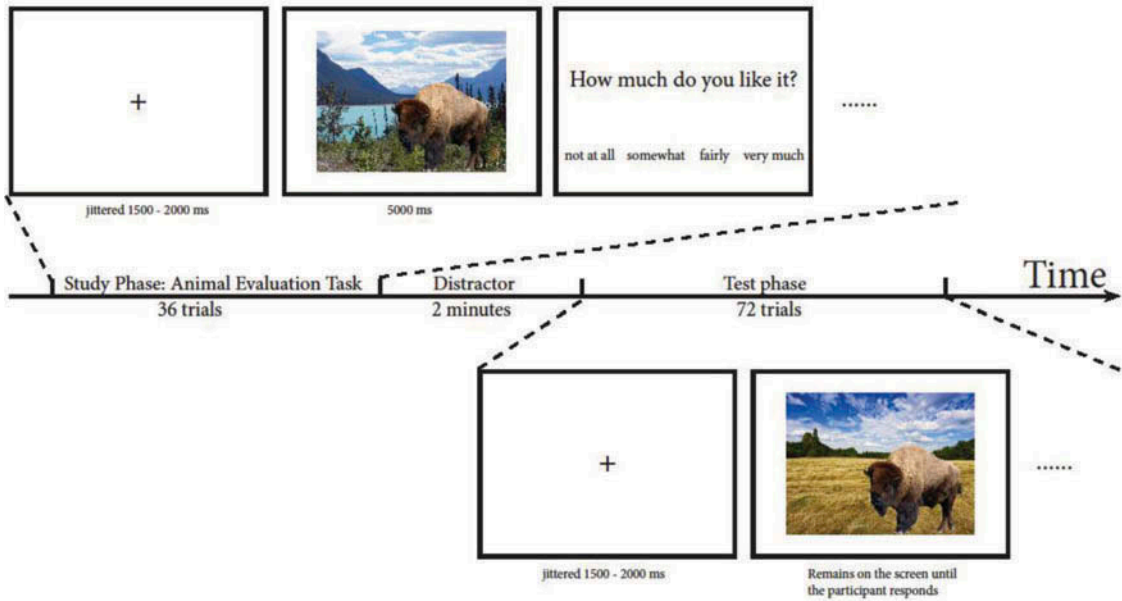 +
How much do you like it?
not at all somewhat fairly very much
......
jittered 1500 - 2000 ms
5000 ms
Study Phase: Animal Evaluation Task
Distractor
Test phase
Time
36 trials
2 minutes
72 trials
+
......
jittered 1500 - 2000 ms
Remains on the screen until
the participant responds